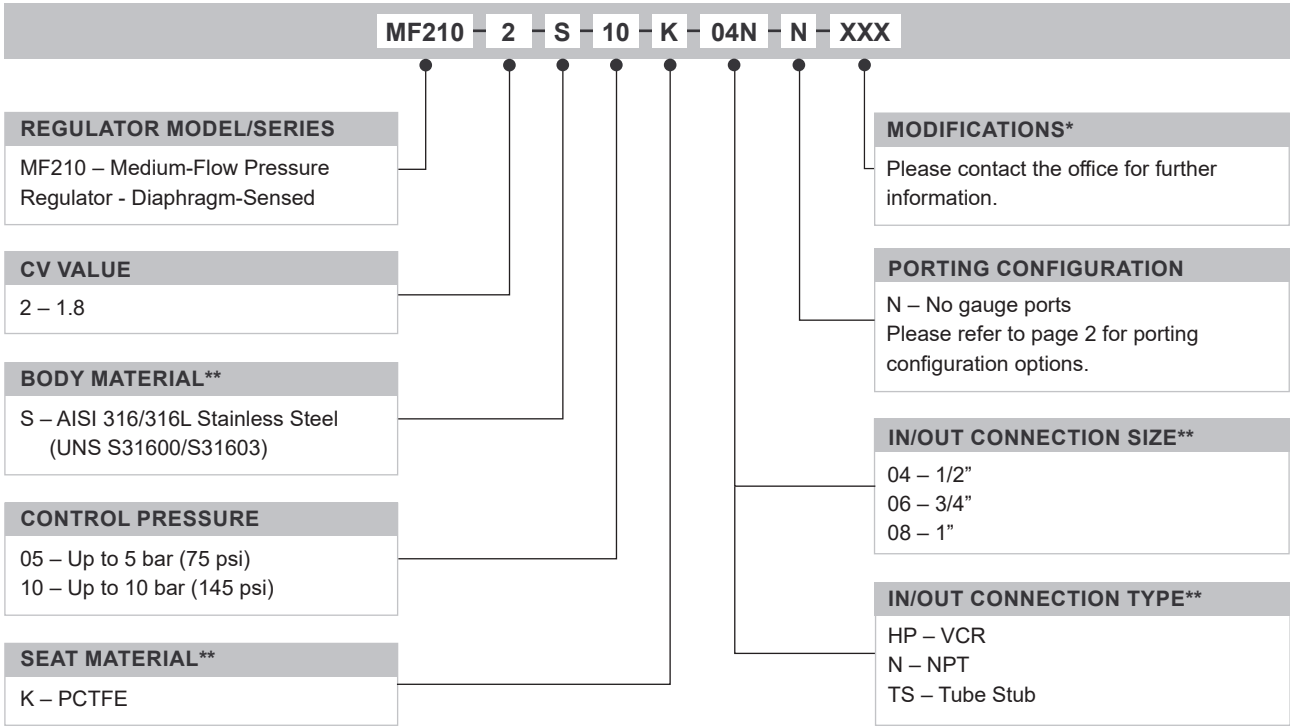 MF210 2 S 10 K 04N N XXX
REGULATOR MODEL/SERIES
MF210 – Medium-Flow Pressure
Regulator - Diaphragm-Sensed
CV VALUE
2 – 1.8
BODY MATERIAL**
S – AISI 316/316L Stainless Steel
(UNS S31600/S31603)
CONTROL PRESSURE
05 – Up to 5 bar (75 psi)
10 – Up to 10 bar (145 psi)
SEAT MATERIAL**
K – PCTFE
MODIFICATIONS*
Please contact the office for further
information.
PORTING CONFIGURATION
N – No gauge ports
Please refer to page 2 for porting
configuration options.
IN/OUT CONNECTION SIZE**
04 – 1/2”
06 – 3/4”
08 – 1”
IN/OUT CONNECTION TYPE**
HP – VCR
N – NPT
TS – Tube Stub